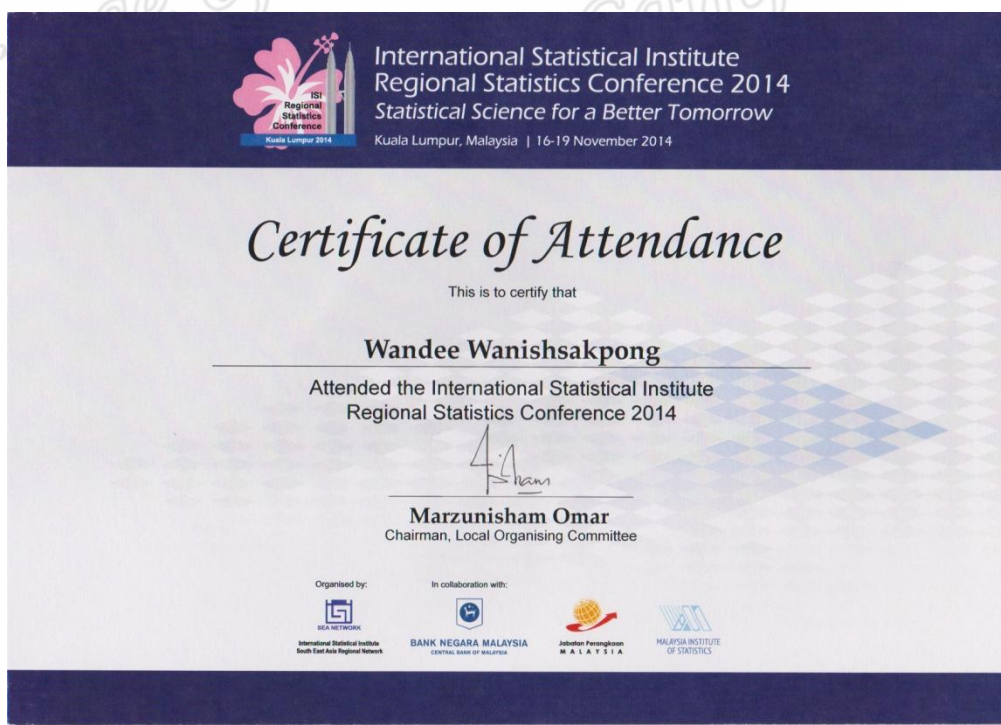 International Statistical Institute
Regional Statistics Conference 2014
Statistical Science for a Better Tomorrow
Kuala Lumpur, Malaysia | 16-19 November 2014
ISI
Regional
Statistics
Conference
Kuala Lumpur 2014
Certificate of Attendance
This is to certify that
Wandee Wanishsakpong
Attended the International Statistical Institute
Regional Statistics Conference 2014
Marzunisham Omar
Chairman, Local Organising Committee
Organised by:
SEA NETWORK
International Statistical Institute
South East Asia Regional Network
In collaboration with:
BANK NEGARA MALAYSIA
CENTRAL BANK OF MALAYSIA
Jabatan Perangkaan
MALAYSIA
MALAYSIA INSTITUTE
OF STATISTICS